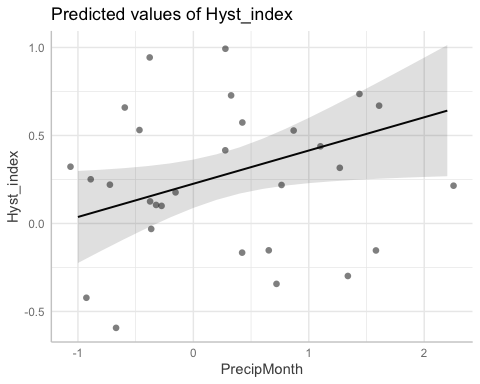 Predicted values of Hyst_index
1.0
0.5
0.0
-0.5
Hyst_index
-1
0
1
2
PrecipMonth